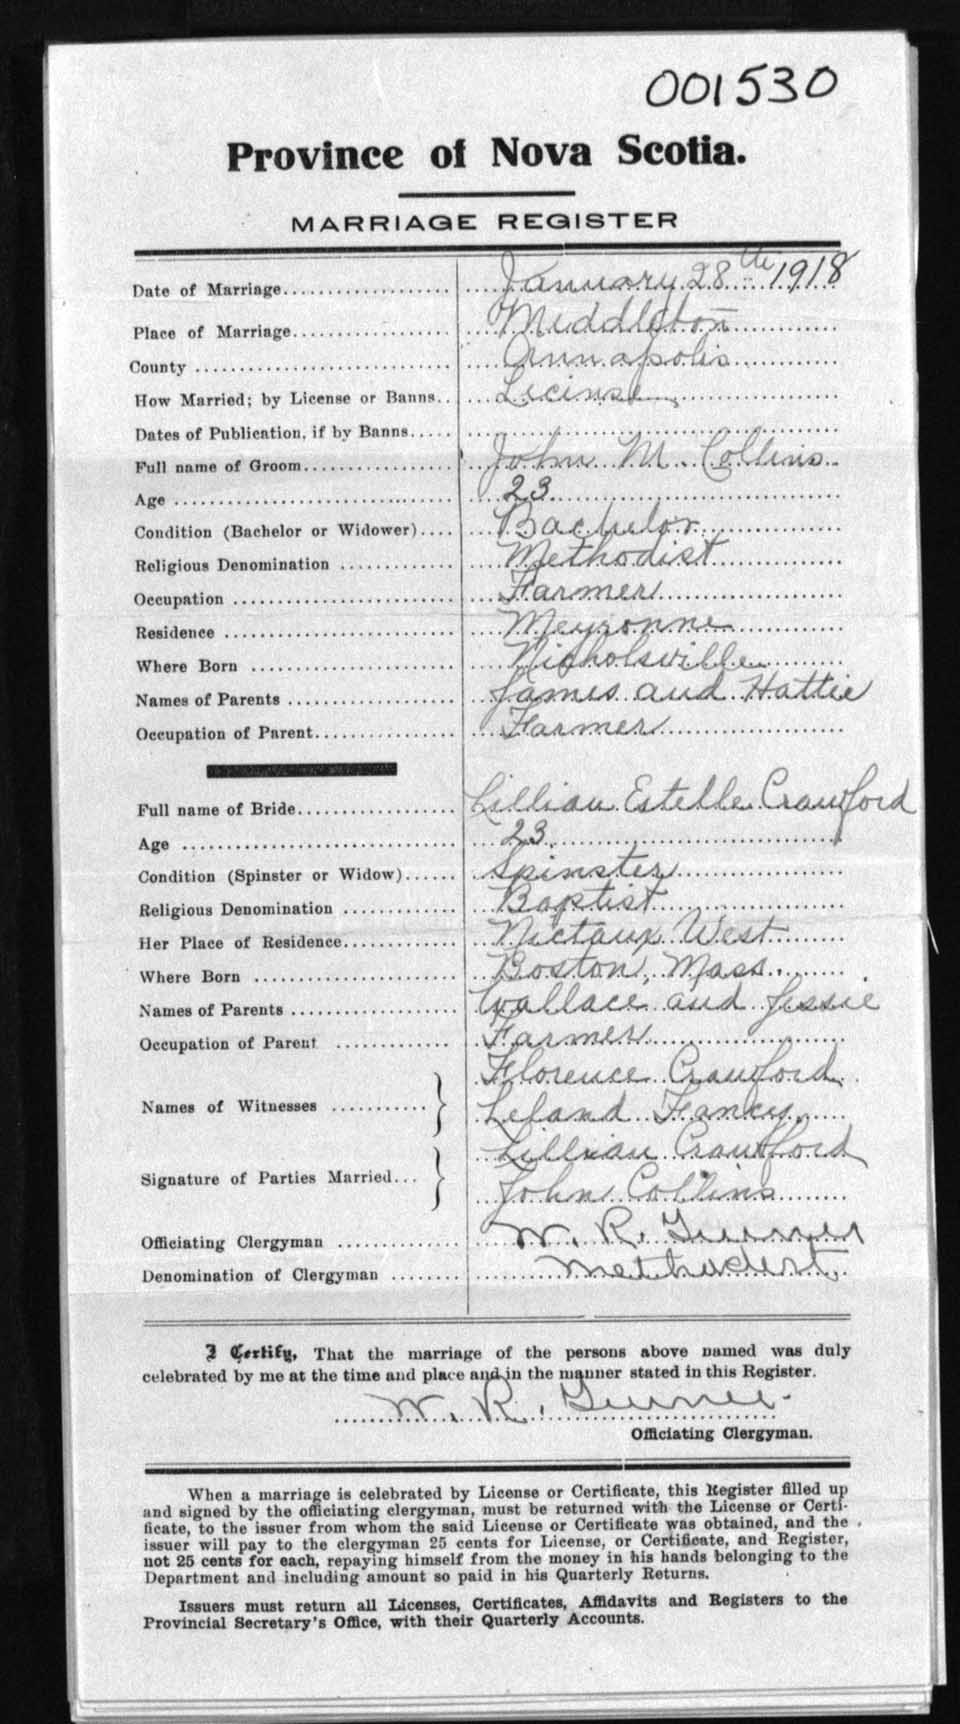 001530
Province of Nova Scotia.
MARRIAGE REGISTER
Date of Marriage.................... January 28th 1918
Place of Marriage................... Middleton
County .............................. Annapolis
How Married; by License or Banns.. License
Dates of Publication, if by Banns.....
Full name of Groom.................. John M. Collins
Age ................................. 23
Condition (Bachelor or Widower).... Bachelor
Religious Denomination ............. Methodist
Occupation .......................... Farmer
Residence ........................... Meyronne
Where Born ........................ Nicholsville
Names of Parents .................... James and Hattie
Occupation of Parent................. Farmer
Full name of Bride................... Lillian Estelle Crawford
Age ................................. 23
Condition (Spinster or Widow)...... Spinster
Religious Denomination ............. Baptist
Her Place of Residence.............. Nictaux West
Where Born ........................ Boston, Mass.
Names of Parents .................... Wallace and Jessie
Occupation of Parent ............. Farmer
Names of Witnesses ........... } Florence Crawford
Leland
Signature of Parties Married... } Lillian Crawford
John Collins
Officiating Clergyman .............. W. R.
Denomination of Clergyman ........ Methodist
I Certify, That the marriage of the persons above named was duly
celebrated by me at the time and place and in the manner stated in this Register.
W. R.
Officiating Clergyman.
When a marriage is celebrated by License or Certificate, this Register filled up
and signed by the officiating clergyman, must be returned with the License or Certi-
ficate, to the issuer from whom the said License or Certificate was obtained, and the
issuer will pay to the clergyman 25 cents for License, or Certificate, and Register,
not 25 cents for each, repaying himself from the money in his hands belonging to the
Department and including amount so paid in his Quarterly Returns.
Issuers must return all Licenses, Certificates, Affidavits and Registers to the
Provincial Secretary's Office, with their Quarterly Accounts.